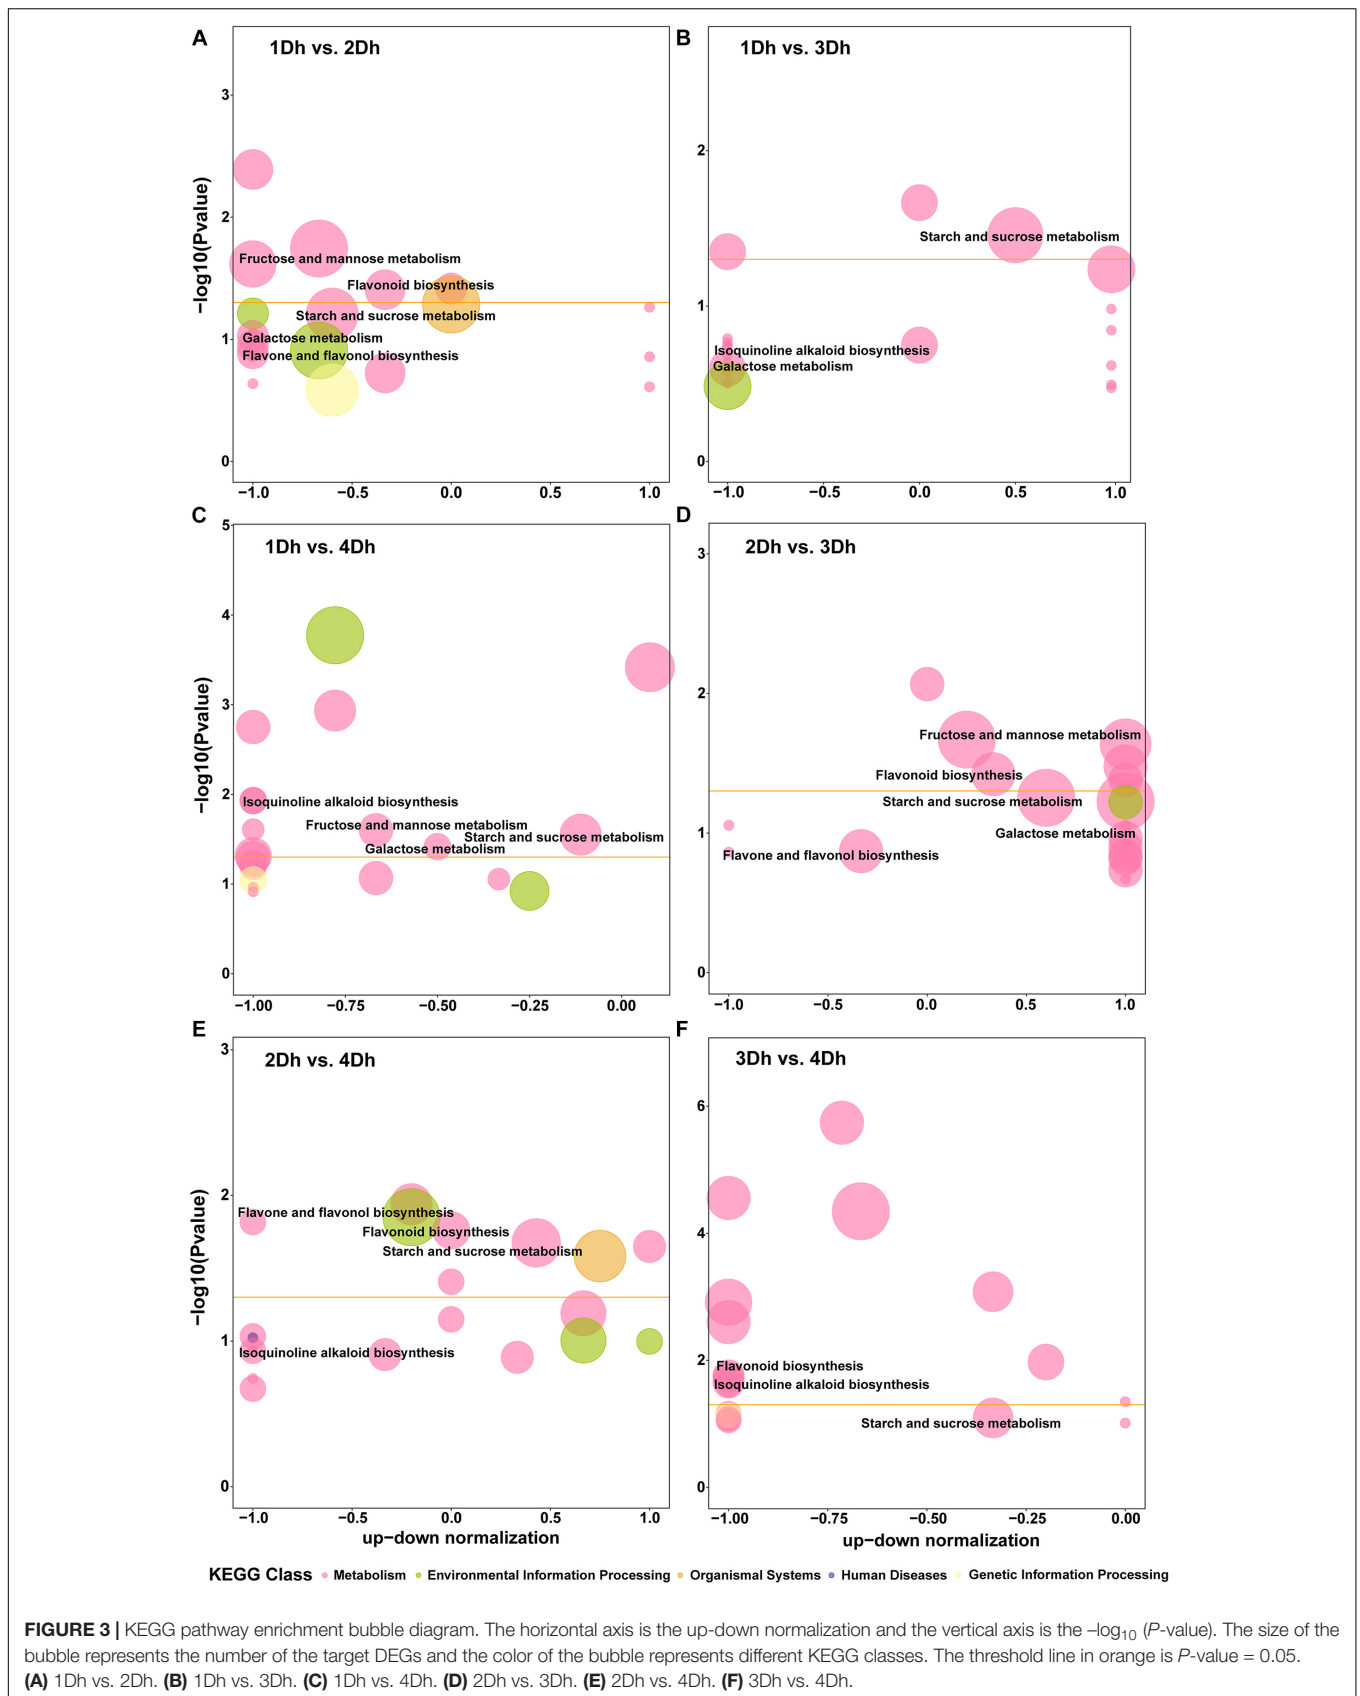 A
1Dh vs. 2Dh
3
2
1
0
−log10(Pvalue)
Fructose and mannose metabolism
Flavonoid biosynthesis
Starch and sucrose metabolism
Galactose metabolism
Flavone and flavonol biosynthesis
−1.0 −0.5 0.0 0.5 1.0
B
1Dh vs. 3Dh
2
1
0
Starch and sucrose metabolism
Isoquinoline alkaloid biosynthesis
Galactose metabolism
−1.0 −0.5 0.0 0.5 1.0
C
1Dh vs. 4Dh
5
4
3
2
1
0
−log10(Pvalue)
Isoquinoline alkaloid biosynthesis
Fructose and mannose metabolism
Starch and sucrose metabolism
Galactose metabolism
−1.00 −0.75 −0.50 −0.25 0.00
D
2Dh vs. 3Dh
3
2
1
0
Fructose and mannose metabolism
Flavonoid biosynthesis
Starch and sucrose metabolism
Galactose metabolism
Flavone and flavonol biosynthesis
−1.0 −0.5 0.0 0.5 1.0
E
2Dh vs. 4Dh
3
2
1
0
−log10(Pvalue)
Flavone and flavonol biosynthesis
Flavonoid biosynthesis
Starch and sucrose metabolism
Isoquinoline alkaloid biosynthesis
−1.0 −0.5 0.0 0.5 1.0
up−down normalization
F
3Dh vs. 4Dh
6
4
2
0
Flavonoid biosynthesis
Isoquinoline alkaloid biosynthesis
Starch and sucrose metabolism
−1.00 −0.75 −0.50 −0.25 0.00
up−down normalization
KEGG Class Metabolism Environmental Information Processing Organismal Systems Human Diseases Genetic Information Processing
FIGURE 3 | KEGG pathway enrichment bubble diagram. The horizontal axis is the up-down normalization and the vertical axis is the –log10 (P-value). The size of the
bubble represents the number of the target DEGs and the color of the bubble represents different KEGG classes. The threshold line in orange is P-value = 0.05.
(A) 1Dh vs. 2Dh. (B) 1Dh vs. 3Dh. (C) 1Dh vs. 4Dh. (D) 2Dh vs. 3Dh. (E) 2Dh vs. 4Dh. (F) 3Dh vs. 4Dh.